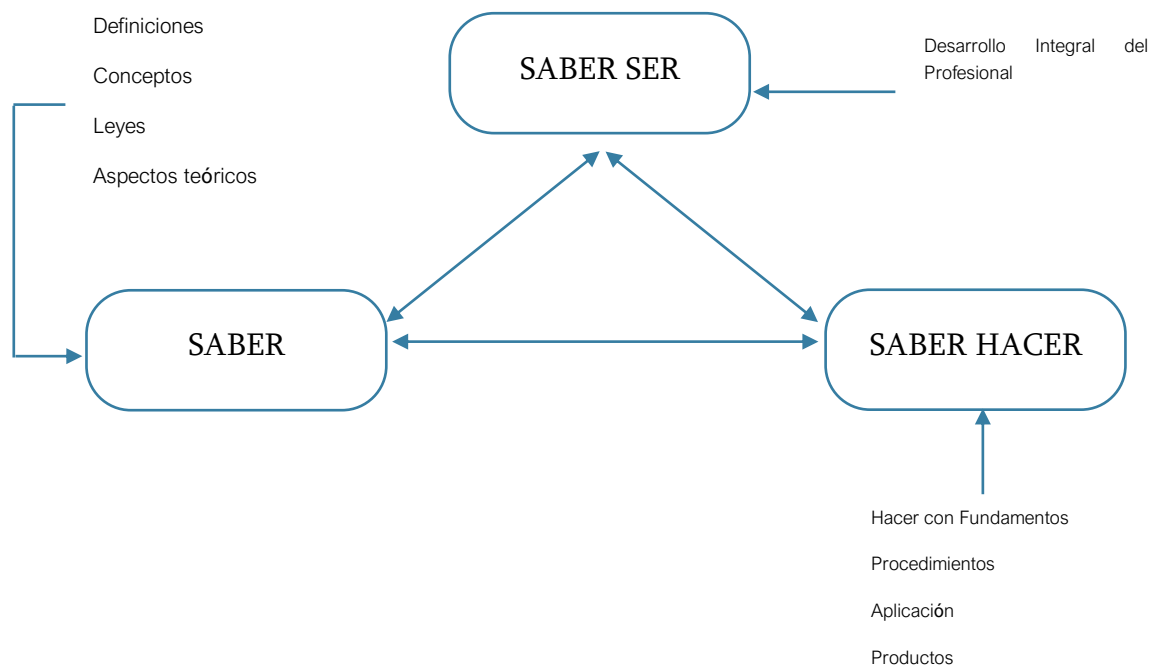 Definiciones
Conceptos
Leyes
Aspectos teóricos
SABER SER
Desarrollo Integral del
Profesional
SABER
SABER HACER
Hacer con Fundamentos
Procedimientos
Aplicación
Productos